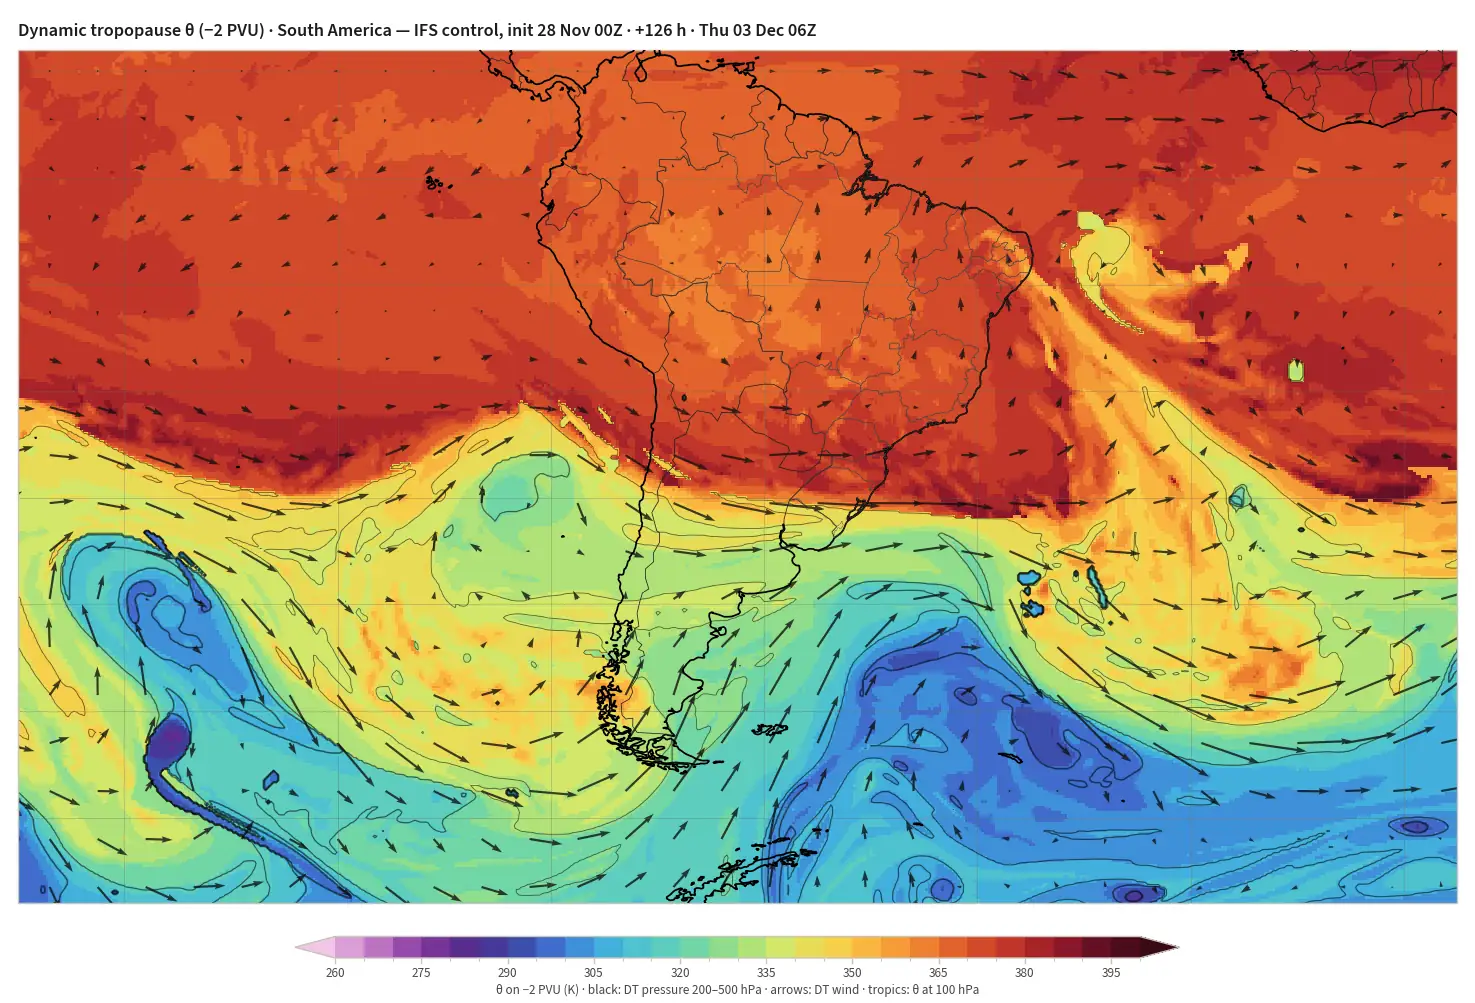 Dynamic tropopause θ (−2 PVU) · South America — IFS control, init 28 Nov 00Z · +126 h · Thu 03 Dec 06Z
260 275 290 305 320 335 350 365 380 395
θ on −2 PVU (K) · black: DT pressure 200–500 hPa · arrows: DT wind · tropics: θ at 100 hPa